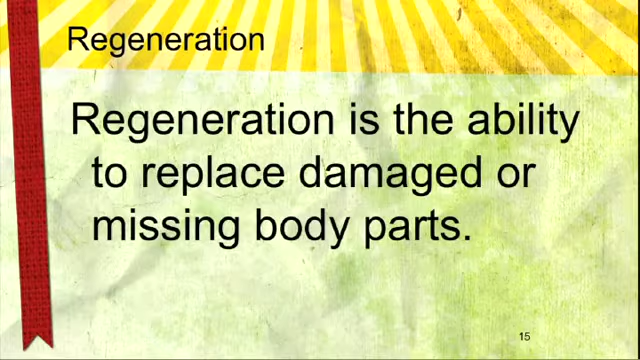 Regeneration
Regeneration is the ability
to replace damaged or
missing body parts.
15